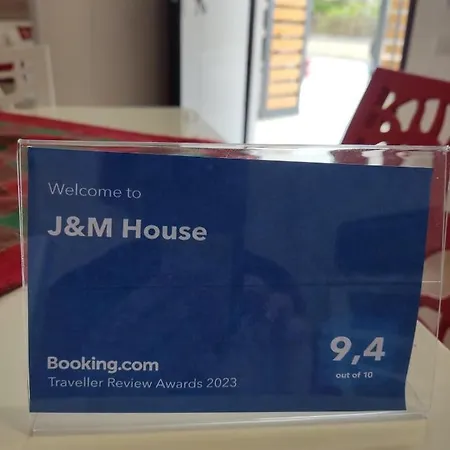 Welcome to
J&M House
Booking.com
Traveller Review Awards 2023
9,4
out of 10